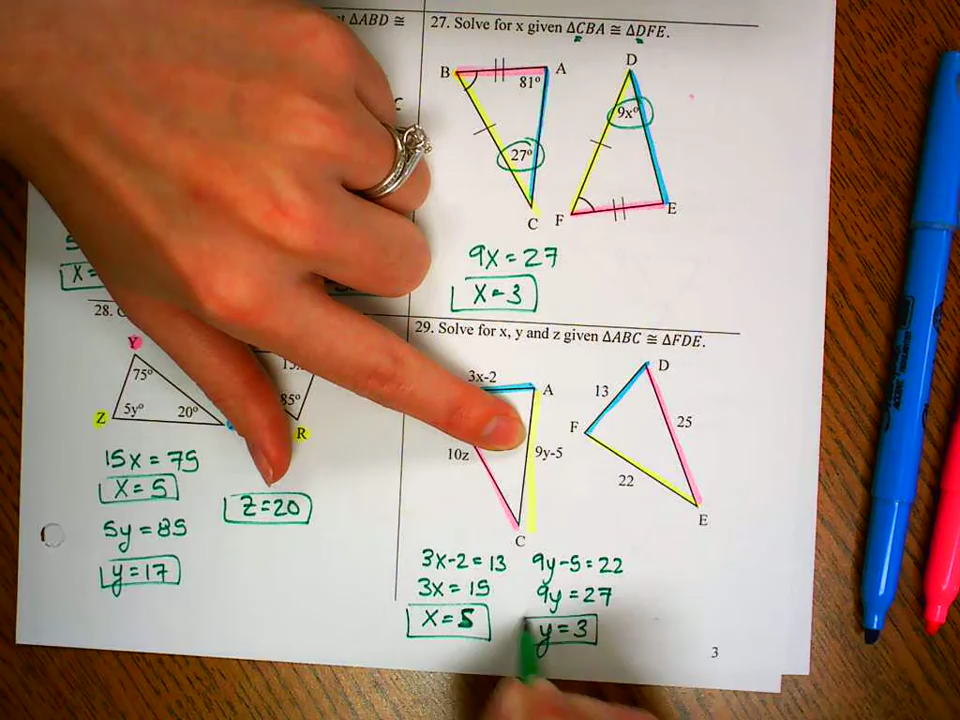 ΔABD ≅
27. Solve for x given ΔCBA ≅ ΔDFE.
B
A
81°
27°
C
D
9x°
F
E
9x = 27
x = 3
x =
28.
Y
75°
Z
5y°
20°
85°
R
15x = 75
x = 5
5y = 85
y = 17
z = 20
29. Solve for x, y and z given ΔABC ≅ ΔFDE.
3x-2
A
10z
9y-5
C
D
13
F
25
22
E
3x-2 = 13
3x = 15
x = 5
9y-5 = 22
9y = 27
y = 3
3